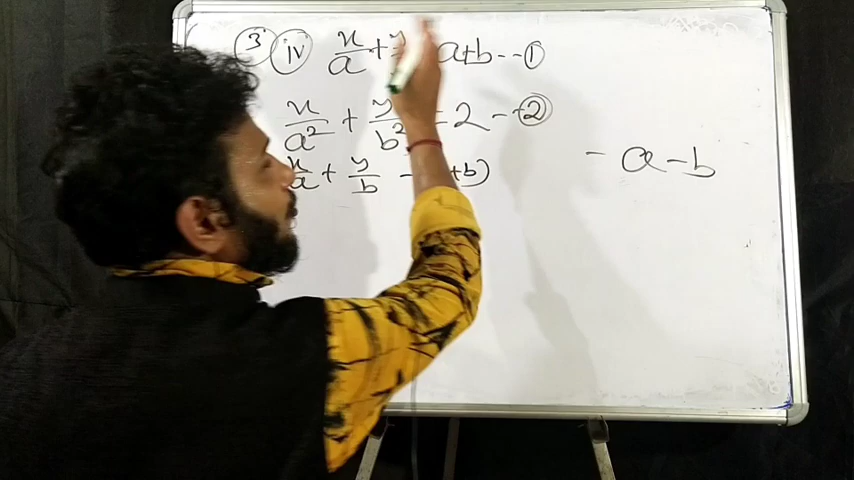 ③ ⓘⓥ x/a + y/ a+b -- ①
x/a² + y/b² = 2 -- ②
- a - b
x/a + y/b - +b)